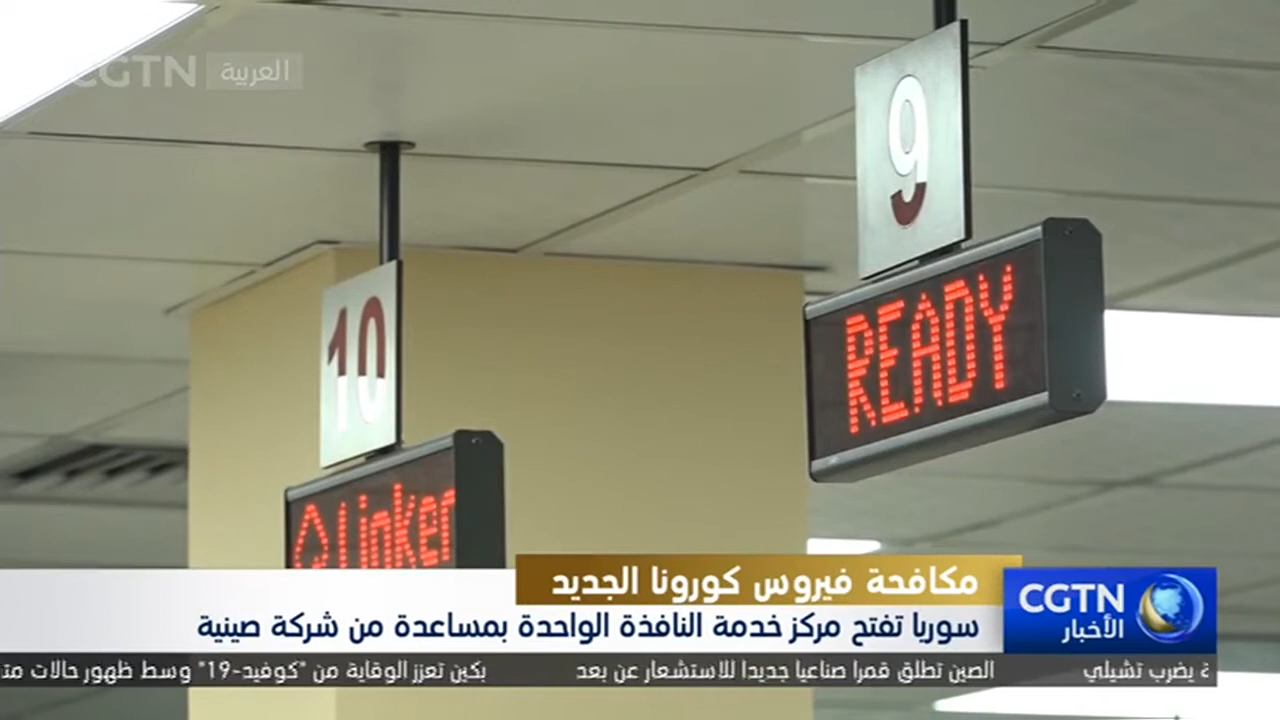 CGTN العربية
9
READY
10
Linker
مكافحة فيروس كورونا الجديد
سوريا تفتح مركز خدمة النافذة الواحدة بمساعدة من شركة صينية
CGTN
الأخبار
ة يضرب تشيلي
الصين تطلق قمرا صناعيا جديدا للاستشعار عن بعد
بكين تعزز الوقاية من "كوفيد-19" وسط ظهور حالات مت